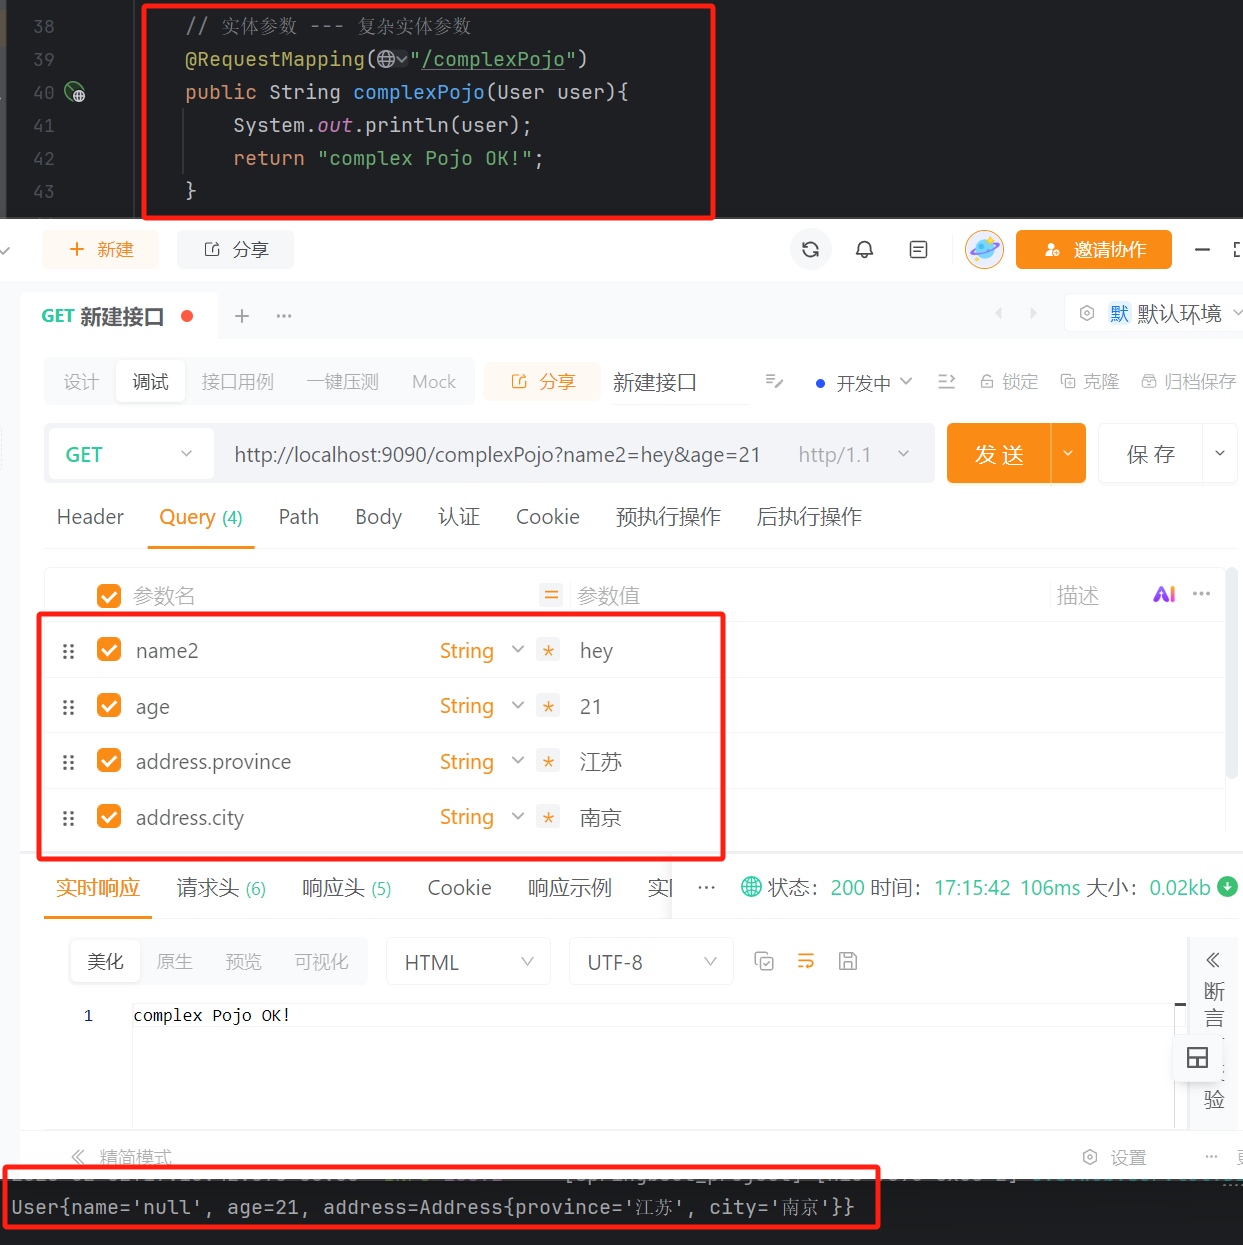 38 // 实体参数 --- 复杂实体参数
39 @RequestMapping("/complexPojo")
40 public String complexPojo(User user){
41 System.out.println(user);
42 return "complex Pojo OK!";
43 }
+ 新建 分享 邀请协作
GET 新建接口 + ··· 默 默认环境
设计 调试 接口用例 一键压测 Mock 分享 新建接口 开发中 锁定 克隆 归档保存
GET http://localhost:9090/complexPojo?name2=hey&age=21 http/1.1 发 送 保 存
Header Query (4) Path Body 认证 Cookie 预执行操作 后执行操作
参数名 = 参数值 描述 AI ···
name2 String * hey
age String * 21
address.province String * 江苏
address.city String * 南京
实时响应 请求头 (6) 响应头 (5) Cookie 响应示例 ··· 状态: 200 时间: 17:15:42 106ms 大小: 0.02kb
美化 原生 预览 可视化 HTML UTF-8
断言
验
1 complex Pojo OK!
精简模式 设置 ···
User{name='null', age=21, address=Address{province='江苏', city='南京'}}